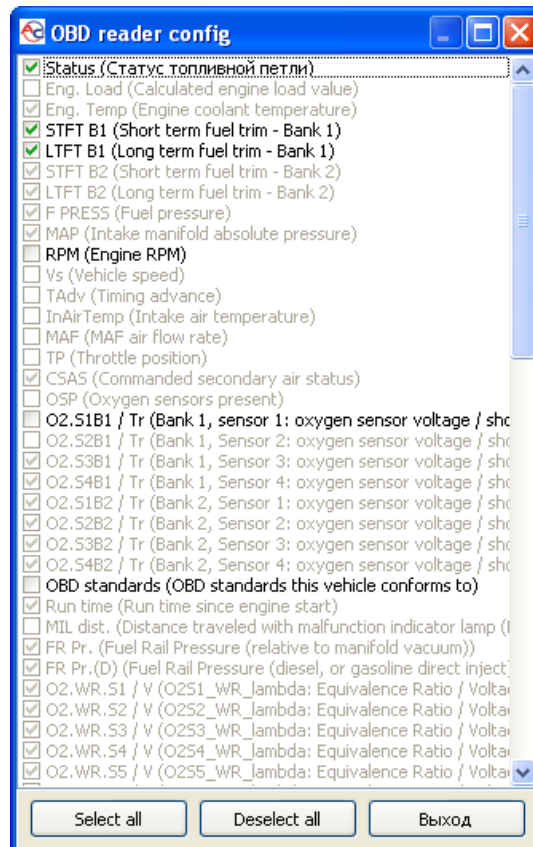 OBD reader config
Status (Статус топливной петли)
Eng. Load (Calculated engine load value)
Eng. Temp (Engine coolant temperature)
STFT B1 (Short term fuel trim - Bank 1)
LTFT B1 (Long term fuel trim - Bank 1)
STFT B2 (Short term fuel trim - Bank 2)
LTFT B2 (Long term fuel trim - Bank 2)
F PRESS (Fuel pressure)
MAP (Intake manifold absolute pressure)
RPM (Engine RPM)
Vs (Vehicle speed)
TAdv (Timing advance)
InAirTemp (Intake air temperature)
MAF (MAF air flow rate)
TP (Throttle position)
CSAS (Commanded secondary air status)
OSP (Oxygen sensors present)
O2.S1B1 / Tr (Bank 1, sensor 1: oxygen sensor voltage / sho
O2.S2B1 / Tr (Bank 1, Sensor 2: oxygen sensor voltage / sho
O2.S3B1 / Tr (Bank 1, Sensor 3: oxygen sensor voltage / sho
O2.S4B1 / Tr (Bank 1, Sensor 4: oxygen sensor voltage / sho
O2.S1B2 / Tr (Bank 2, Sensor 1: oxygen sensor voltage / sho
O2.S2B2 / Tr (Bank 2, Sensor 2: oxygen sensor voltage / sho
O2.S3B2 / Tr (Bank 2, Sensor 3: oxygen sensor voltage / sho
O2.S4B2 / Tr (Bank 2, Sensor 4: oxygen sensor voltage / sho
OBD standards (OBD standards this vehicle conforms to)
Run time (Run time since engine start)
MIL dist. (Distance traveled with malfunction indicator lamp (
FR Pr. (Fuel Rail Pressure (relative to manifold vacuum))
FR Pr.(D) (Fuel Rail Pressure (diesel, or gasoline direct inject
O2.WR.S1 / V (O2S1_WR_lambda: Equivalence Ratio / Volta
O2.WR.S2 / V (O2S2_WR_lambda: Equivalence Ratio / Volta
O2.WR.S3 / V (O2S3_WR_lambda: Equivalence Ratio / Volta
O2.WR.S4 / V (O2S4_WR_lambda: Equivalence Ratio / Volta
O2.WR.S5 / V (O2S5_WR_lambda: Equivalence Ratio / Volta
Select all
Deselect all
Выход